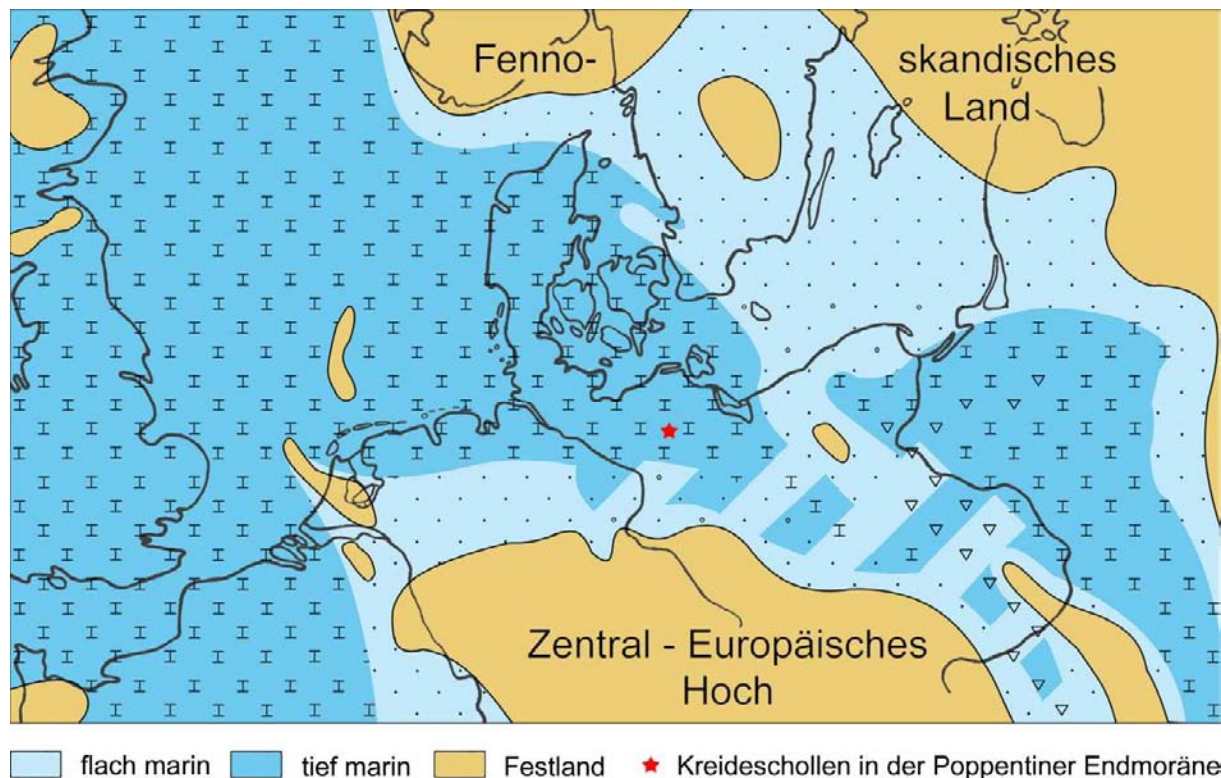 Fenno-
skandisches
Land
Zentral - Europäisches
Hoch
flach marin tief marin Festland Kreideschollen in der Poppentiner Endmoräne